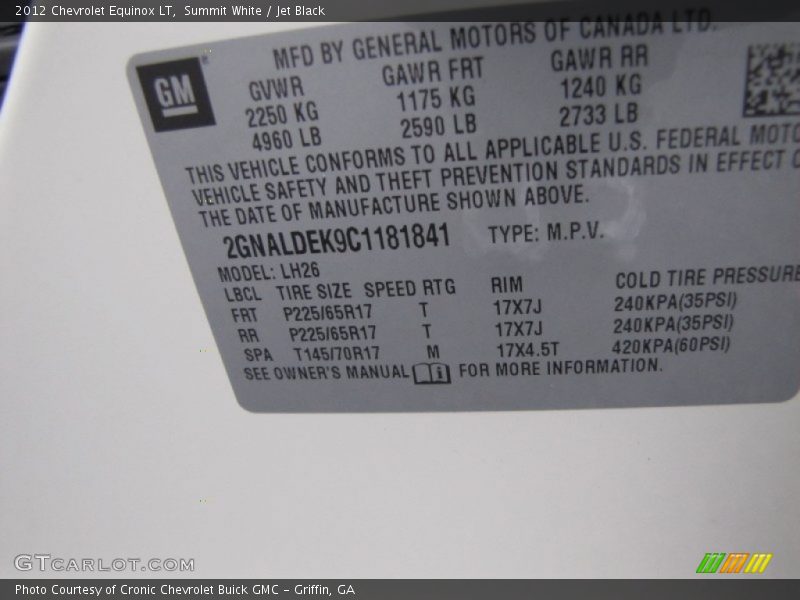 2012 Chevrolet Equinox LT,  Summit White / Jet Black
MFD BY GENERAL MOTORS OF CANADA LTD.
GM
GVWR GAWR FRT GAWR RR
2250 KG 1175 KG 1240 KG
4960 LB 2590 LB 2733 LB
THIS VEHICLE CONFORMS TO ALL APPLICABLE U.S. FEDERAL MOTO
VEHICLE SAFETY AND THEFT PREVENTION STANDARDS IN EFFECT O
THE DATE OF MANUFACTURE SHOWN ABOVE.
2GNALDEK9C1181841 TYPE: M.P.V.
MODEL: LH26
LBCL TIRE SIZE SPEED RTG RIM COLD TIRE PRESSURE
FRT P225/65R17 T 17X7J 240KPA(35PSI)
RR P225/65R17 T 17X7J 240KPA(35PSI)
SPA T145/70R17 M 17X4.5T 420KPA(60PSI)
SEE OWNER'S MANUAL FOR MORE INFORMATION.
GTCARLOT.COM
Photo Courtesy of Cronic Chevrolet Buick GMC – Griffin, GA